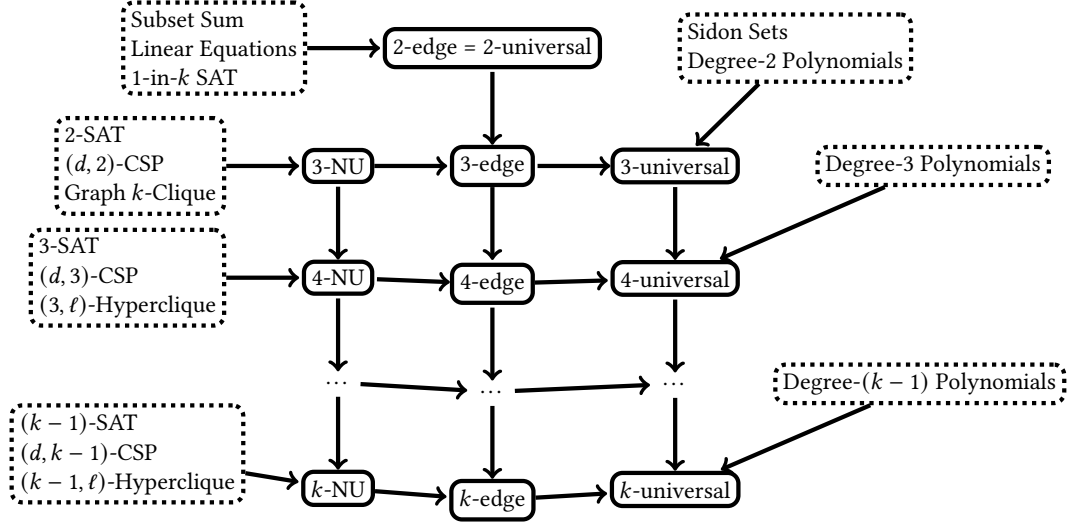 Subset Sum
Linear Equations
1-in-k SAT
2-edge = 2-universal
Sidon Sets
Degree-2 Polynomials
2-SAT
(d, 2)-CSP
Graph k-Clique
3-NU
3-edge
3-universal
Degree-3 Polynomials
3-SAT
(d, 3)-CSP
(3, ℓ)-Hyperclique
4-NU
4-edge
4-universal
...
...
...
Degree-(k − 1) Polynomials
(k − 1)-SAT
(d, k − 1)-CSP
(k − 1, ℓ)-Hyperclique
k-NU
k-edge
k-universal